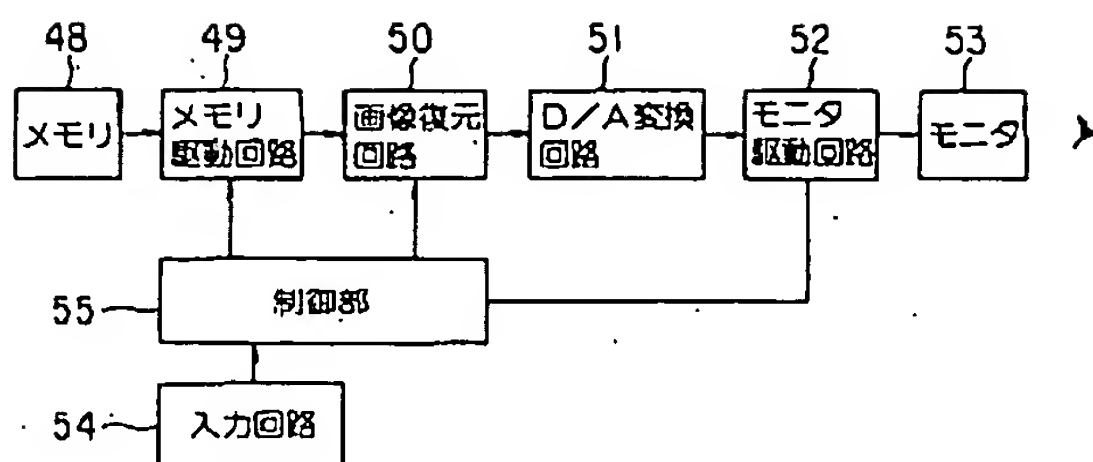 48
49
50
51
52
53
メモリ
メモリ
駆動回路
画像復元
回路
D/A変換
回路
モニタ
駆動回路
モニタ
55
制御部
54
入力回路